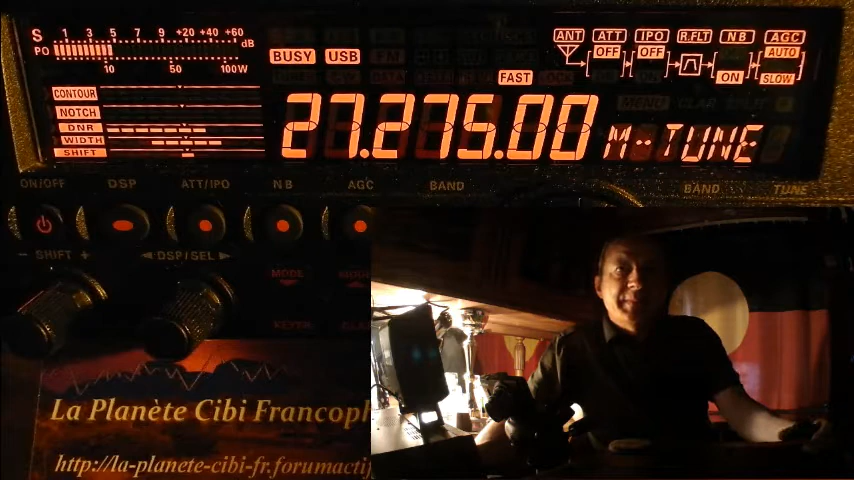 S 1 3 5 7 9 +20 +40 +60 dB
PO 10 50 100W
BUSY USB
FAST
ANT ATT IPO R.FLT NB AGC
OFF OFF AUTO
ON SLOW
CONTOUR
NOTCH
DNR
WIDTH
SHIFT
27.275.00 M-TUNE
ON/OFF DSP ATT/IPO NB AGC BAND BAND TUNE
- SHIFT + ◀DSP/SEL▶
MODE
La Planète Cibi Francoph
http://la-planete-cibi-fr.forumactif